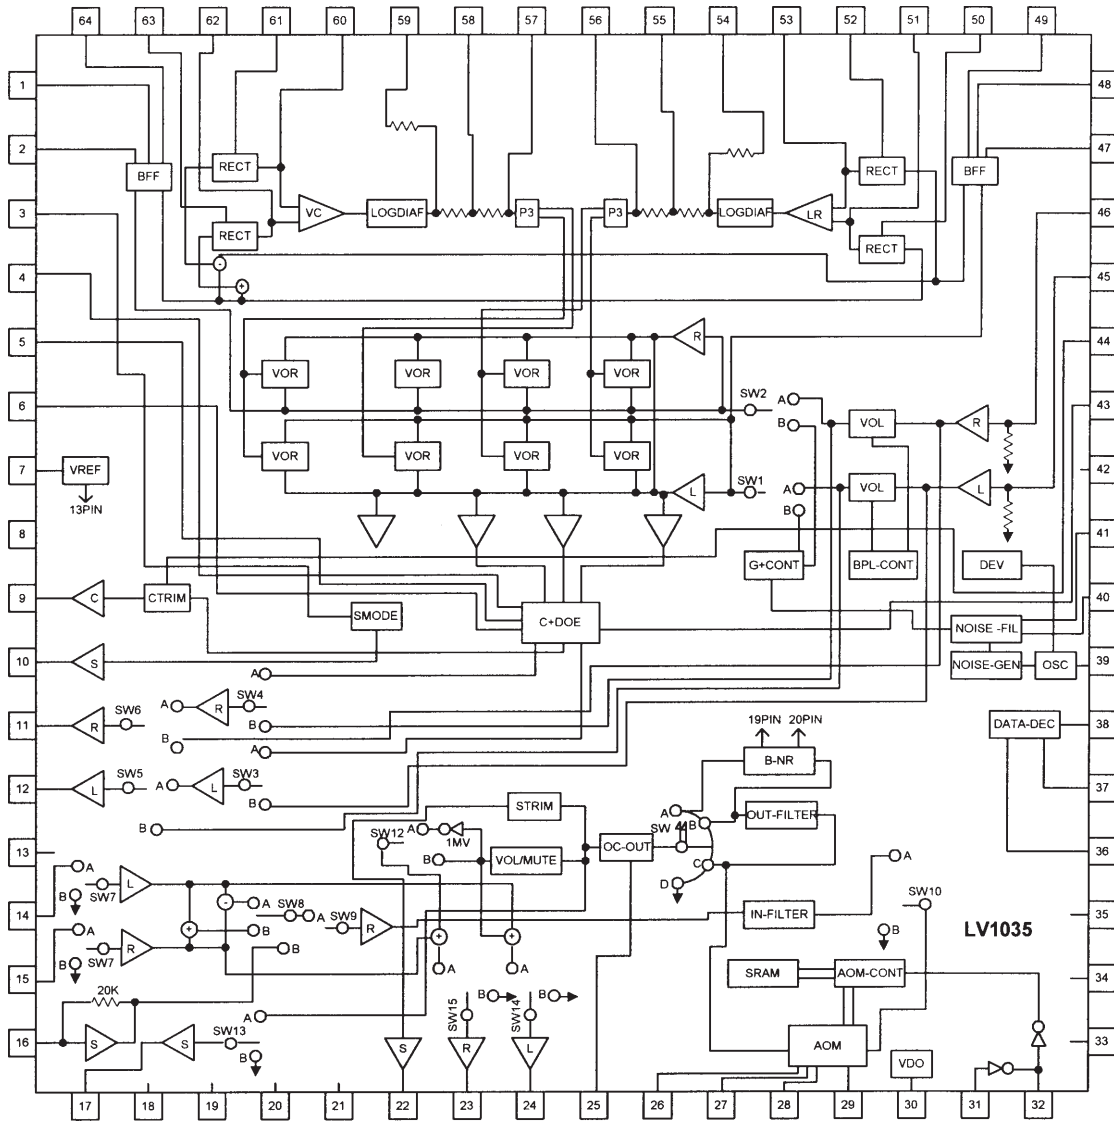 64 63 62 61 60 59 58 57 56 55 54 53 52 51 50 49
1 48
2 RECT RECT 47
BFF BFF
3 VC LOGDIAF P3 P3 LOGDIAF LR 46
RECT RECT
- 
4 + 45
5 R 44
VOR VOR VOR VOR
6 SW2 A 43
B VOL R
7 VREF VOR VOR VOR VOR 42
13PIN L SW1 A VOL L
B
8 41
G+CONT BPL-CONT DEV
9 C CTRIM SMODE C+DOE 40
NOISE -FIL
10 S A NOISE-GEN OSC 39
A R SW4
11 R SW6 B B 19PIN 20PIN DATA-DEC 38
A B-NR
12 L SW5 A L SW3 37
B STRIM A
B SW12 A 1MV SW B OUT-FILTER
13 B VOL/MUTE OC-OUT C 36
A D A
L
B SW7 SW10
14 - A SW8 A SW9 R IN-FILTER 35
A + B + + B LV1035
R
B SW7 B A A
15 SRAM AOM-CONT 34
20K B B
A SW15 SW14
16 S S SW13 B S R L AOM 33
VDO
17 18 19 20 21 22 23 24 25 26 27 28 29 30 31 32